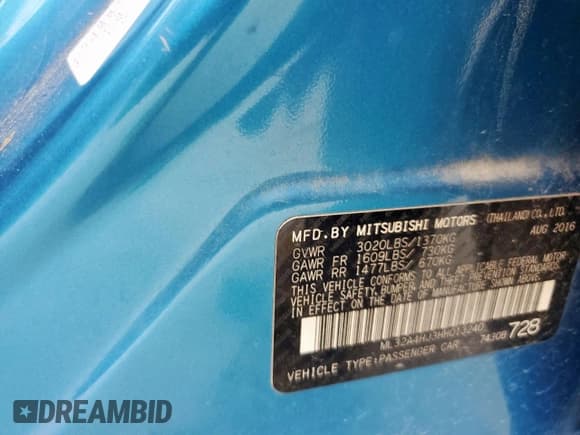 MFD.BY MITSUBISHI MOTORS (THAILAND) CO.,LTD.
AUG 2016
GVWR 3020LBS/1370KG
GAWR FR 1609LBS/ 730KG
GAWR RR 1477LBS/ 670KG
THIS VEHICLE CONFORMS TO ALL APPLICABLE FEDERAL MOTOR
VEHICLE SAFETY, BUMPER, AND THEFT PREVENTION STANDARDS
IN EFFECT ON THE DATE OF MANUFACTURE SHOWN ABOVE.
ML32A4HJ3HH013240
7430B 728
VEHICLE TYPE:PASSENGER CAR
DREAMBID